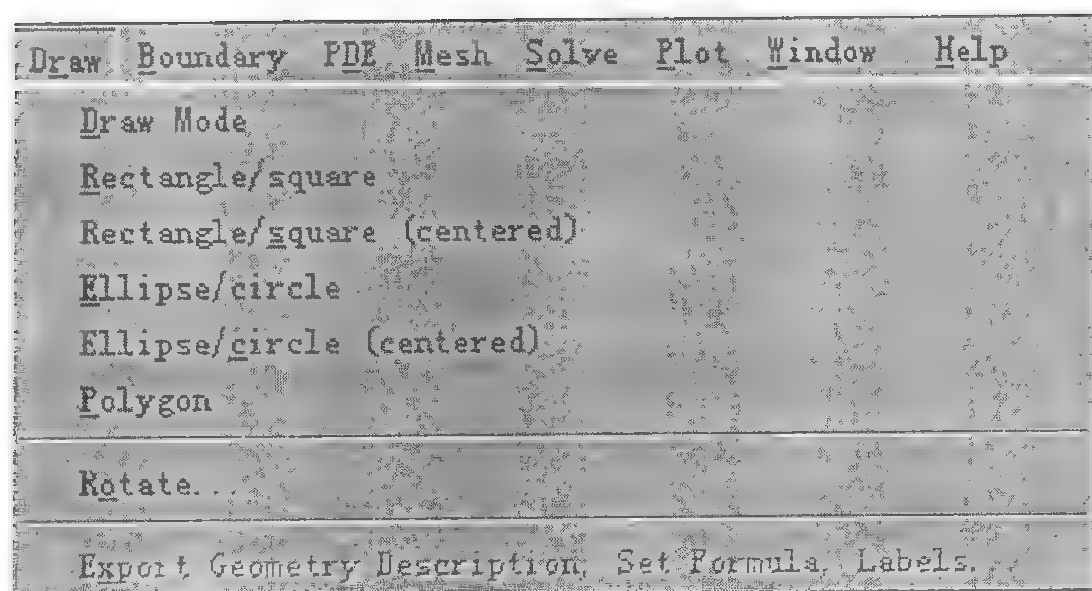 Draw Boundary PDE Mesh Solve Plot Window Help
Draw Mode
Rectangle/square
Rectangle/square (centered)
Ellipse/circle
Ellipse/circle (centered)
Polygon
Rotate...
Export Geometry Description, Set Formula, Labels...